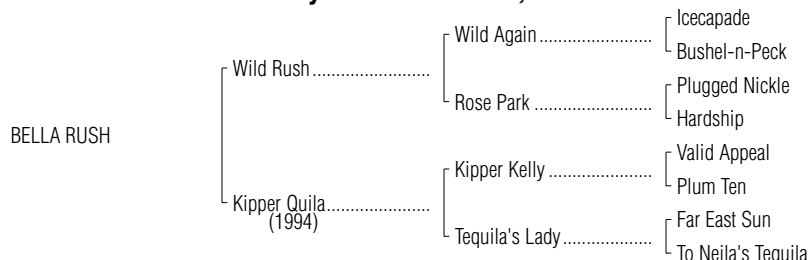 Icecapade
Wild Again
Bushel-n-Peck
Wild Rush
Plugged Nickle
Rose Park
Hardship
BELLA RUSH
Valid Appeal
Kipper Kelly
Plum Ten
Kipper Quila
(1994)
Far East Sun
Tequila's Lady
To Neila's Tequila